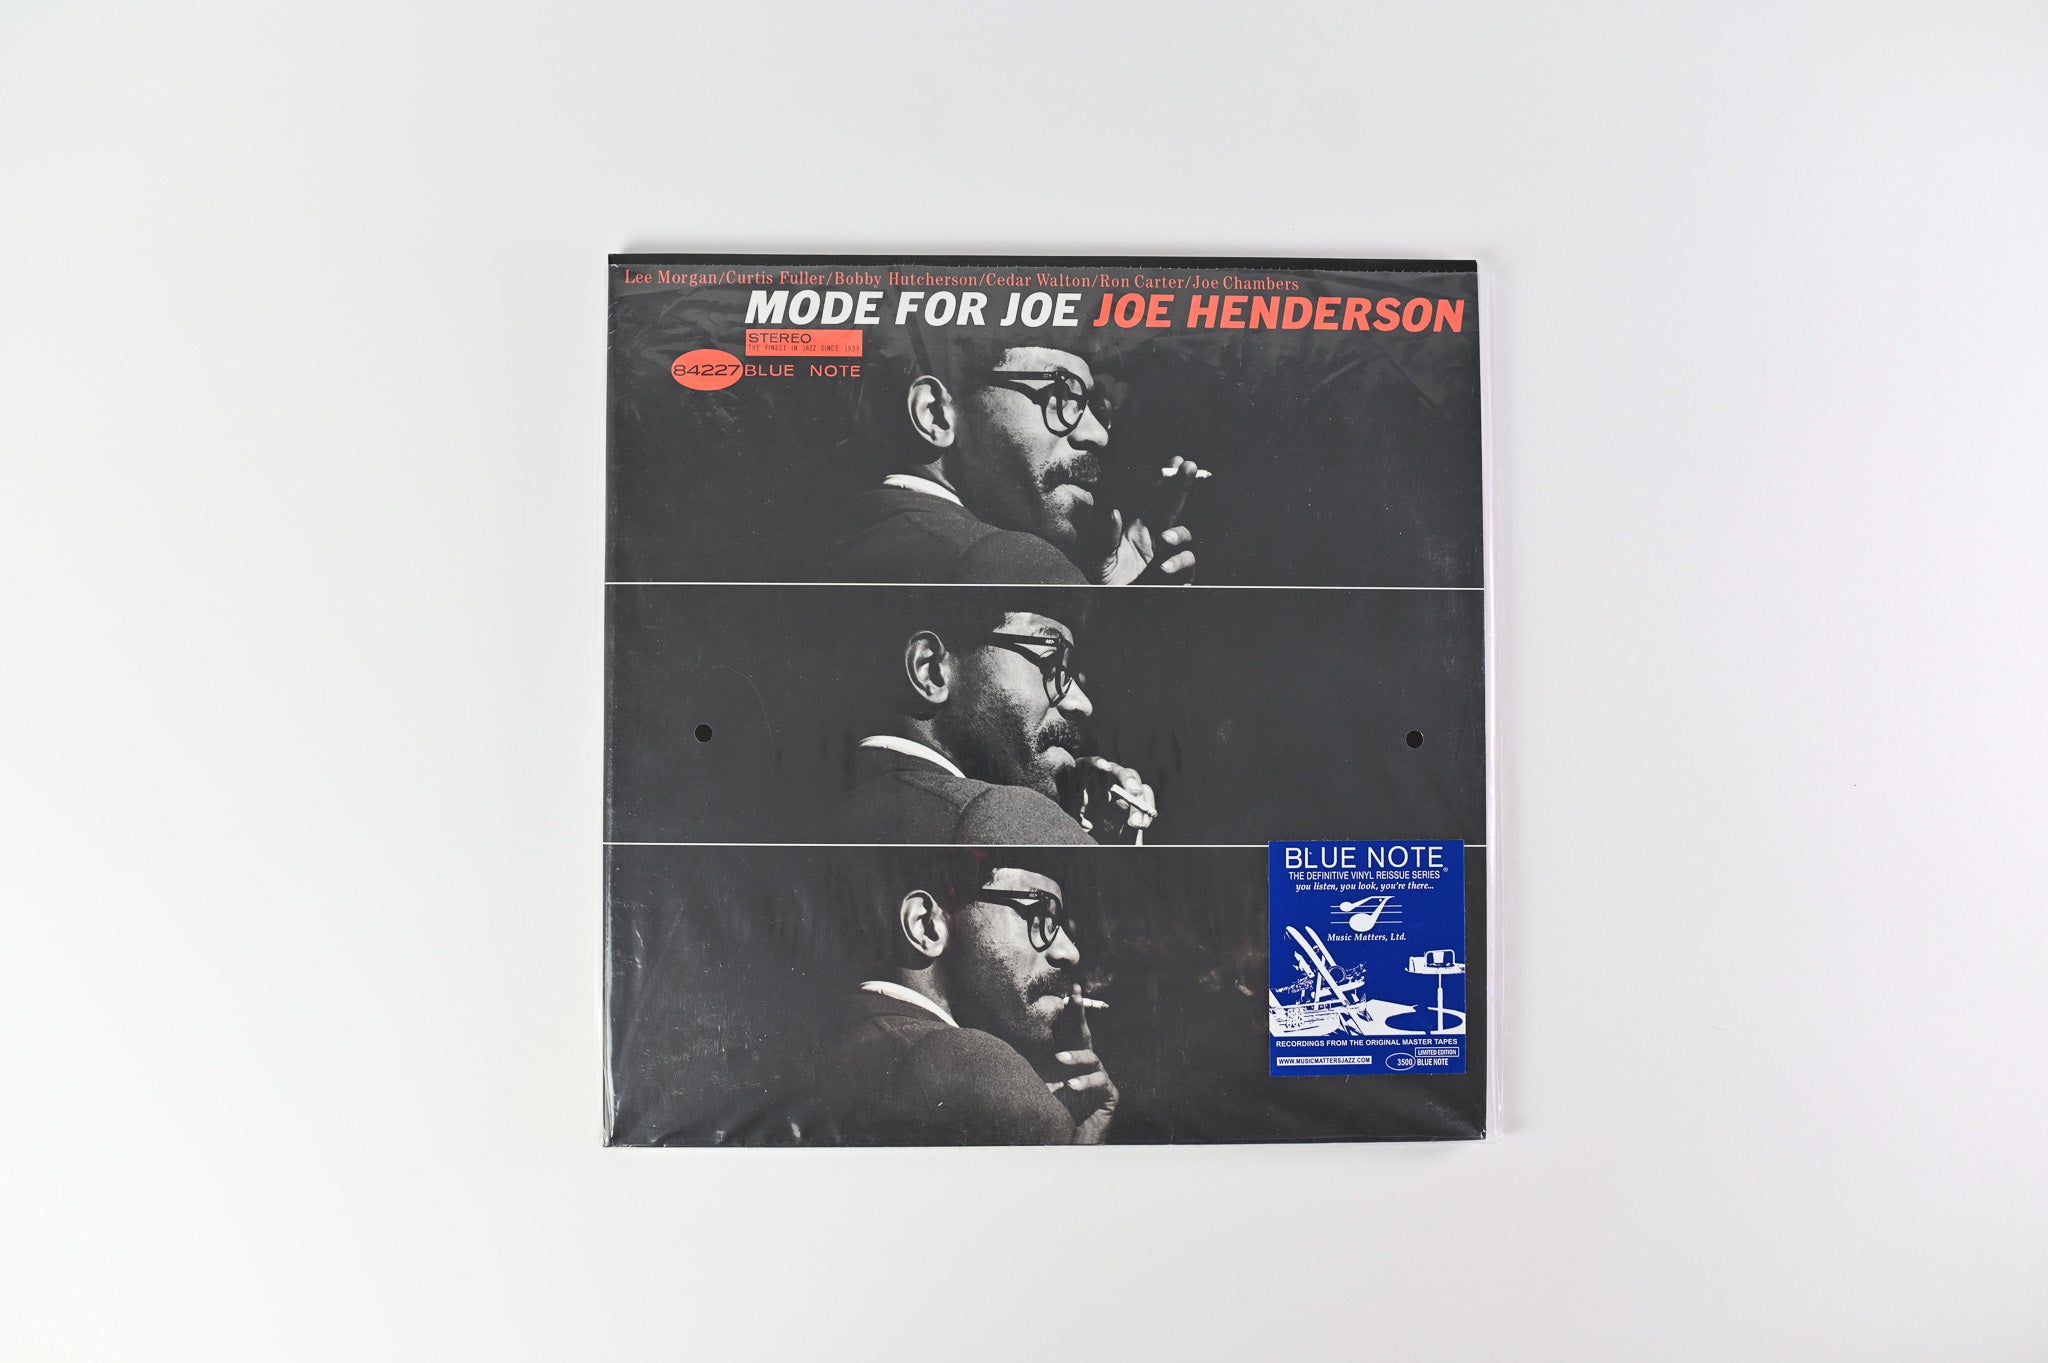 Lee Morgan/Curtis Fuller/Bobby Hutcherson/Cedar Walton/Ron Carter/Joe Chambers
MODE FOR JOE JOE HENDERSON
STEREO
THE FINEST IN JAZZ SINCE 1939
84227 BLUE NOTE
BLUE NOTE
THE DEFINITIVE VINYL REISSUE SERIES ®
you listen, you look, you're there...
Music Matters, Ltd.
RECORDINGS FROM THE ORIGINAL MASTER TAPES
WWW.MUSICMATTERSJAZZ.COM
LIMITED EDITION
3500 BLUE NOTE